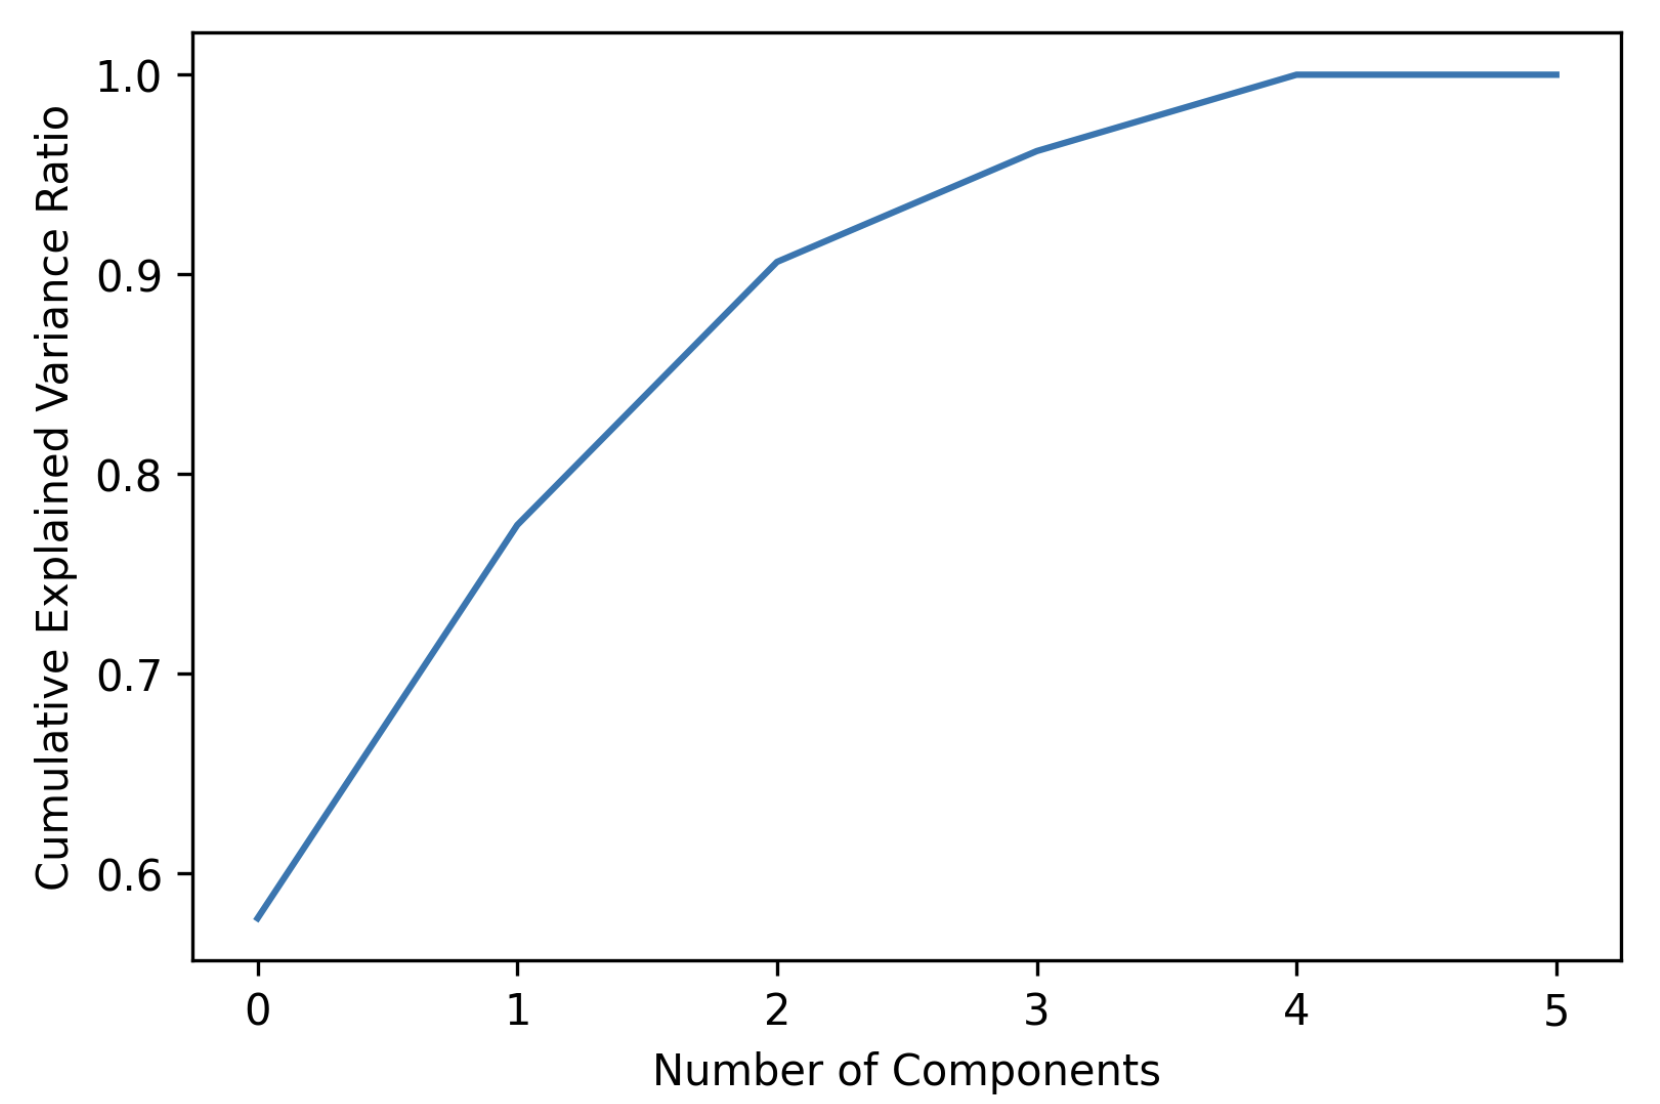 Cumulative Explained Variance Ratio
1.0
0.9
0.8
0.7
0.6
0 1 2 3 4 5
Number of Components